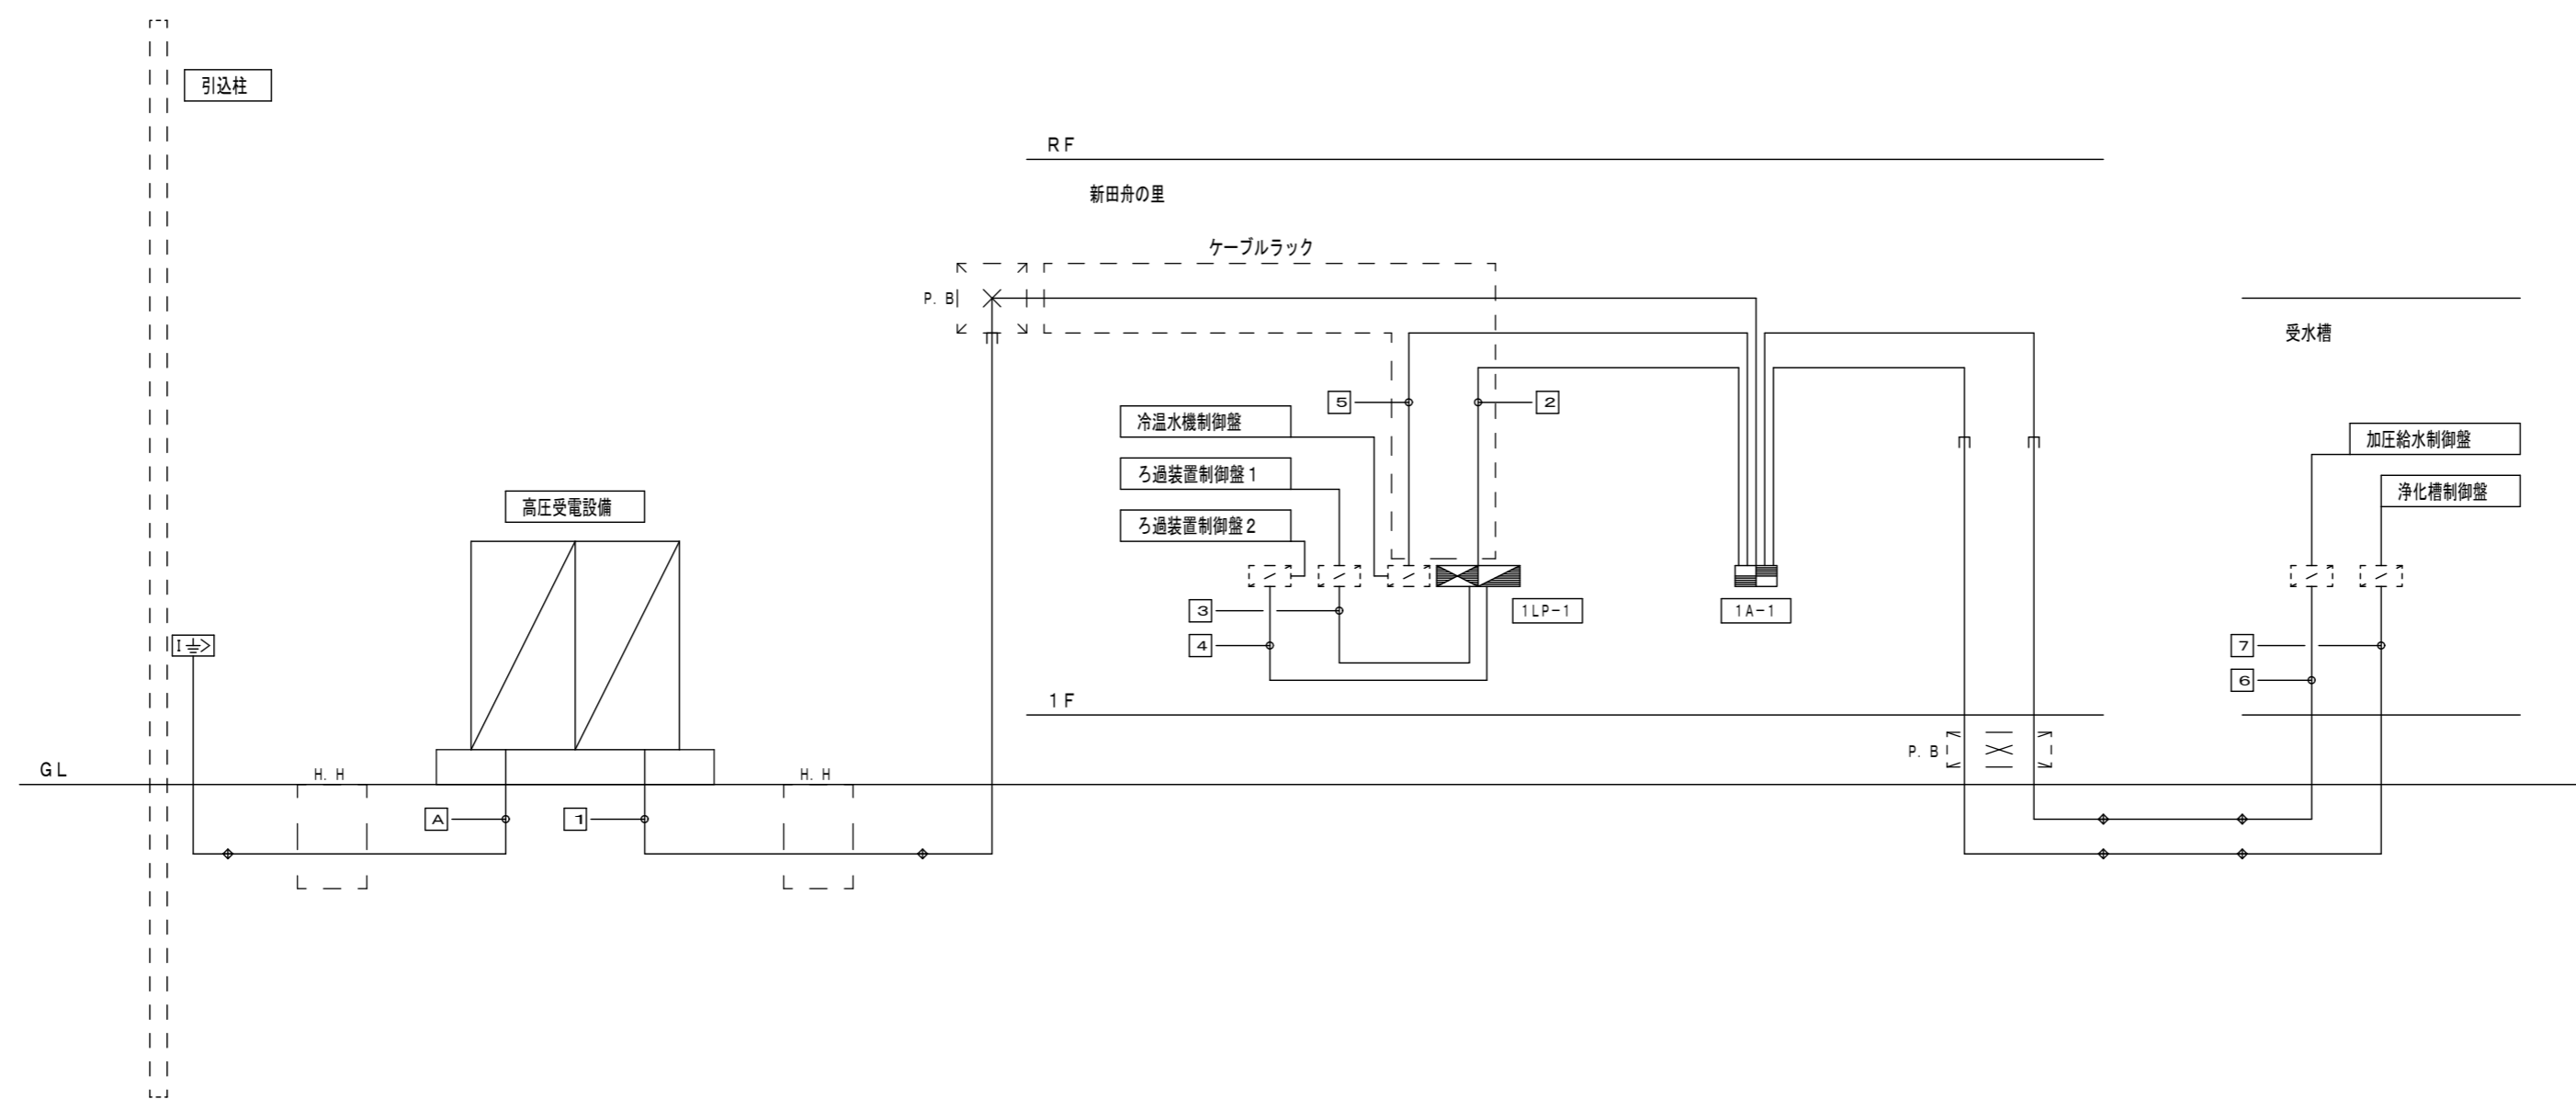 引込柱
RF
新田舟の里
ケーブルラック
P.B
受水槽
5
2
冷温水機制御盤
加圧給水制御盤
ろ過装置制御盤1
浄化槽制御盤
高圧受電設備
ろ過装置制御盤2
3
1LP-1
1A-1
I
4
7
6
1F
P.B
GL
H.H
H.H
A
1